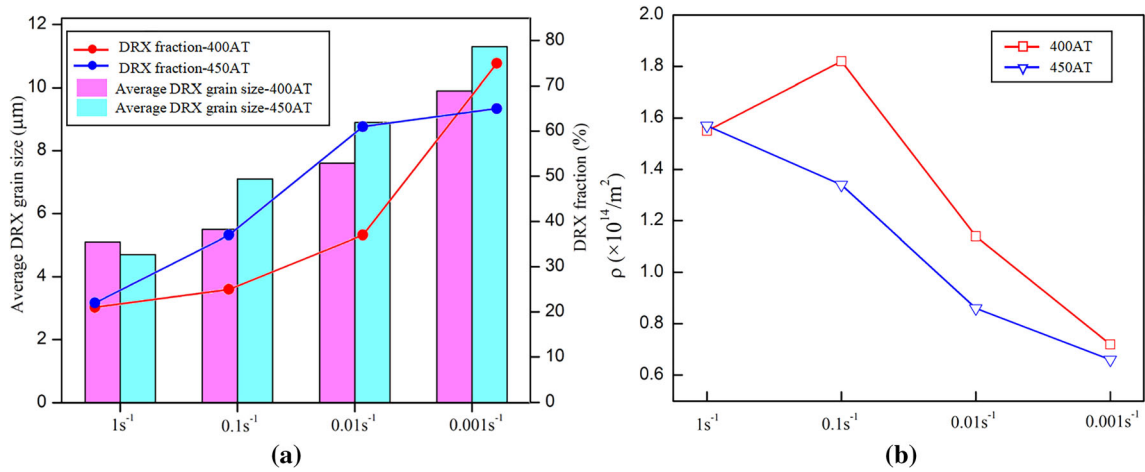 12
10
8
6
4
2
0
Average DRX grain size (μm)
DRX fraction-400AT
DRX fraction-450AT
Average DRX grain size-400AT
Average DRX grain size-450AT
80
70
60
50
40
30
20
10
0
DRX fraction (%)
1s⁻¹ 0.1s⁻¹ 0.01s⁻¹ 0.001s⁻¹
(a)
2.0
1.8
1.6
1.4
1.2
1.0
0.8
0.6
ρ (×10¹⁴/m²)
400AT
450AT
1s⁻¹ 0.1s⁻¹ 0.01s⁻¹ 0.001s⁻¹
(b)